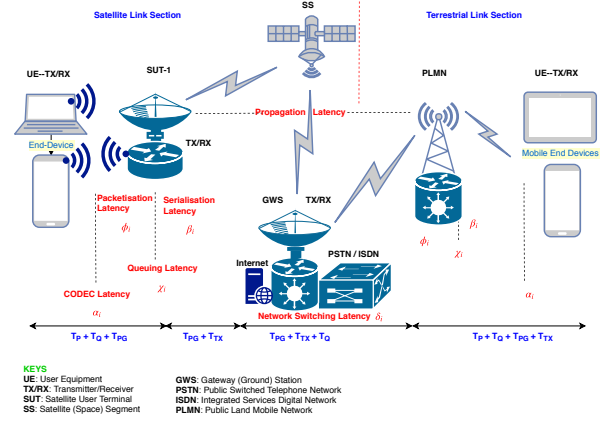 Satellite Link Section
SS
Terrestrial Link Section
UE--TX/RX
SUT-1
PLMN
UE--TX/RX
Propagation Latency
End-Device
TX/RX
Mobile End Devices
Packetisation
Latency
ϕi
Serialisation
Latency
βi
GWS
TX/RX
ϕi
βi
χi
Queuing Latency
χi
Internet
PSTN / ISDN
CODEC Latency
αi
Network Switching Latency δi
αi
TP + TQ + TPG
TPG + TTX
TPG + TTX + TQ
TP + TQ + TPG + TTX
KEYS
UE: User Equipment
TX/RX: Transmitter/Receiver
SUT: Satellite User Terminal
SS: Satellite (Space) Segment
GWS: Gateway (Ground) Station
PSTN: Public Switched Telephone Network
ISDN: Integrated Services Digital Network
PLMN: Public Land Mobile Network